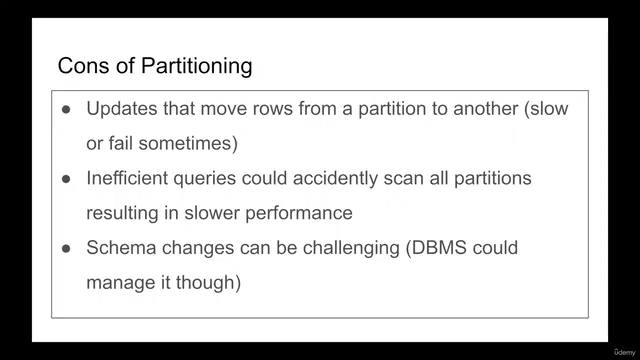 Cons of Partitioning
● Updates that move rows from a partition to another (slow
or fail sometimes)
● Inefficient queries could accidently scan all partitions
resulting in slower performance
● Schema changes can be challenging (DBMS could
manage it though)
ûdemy